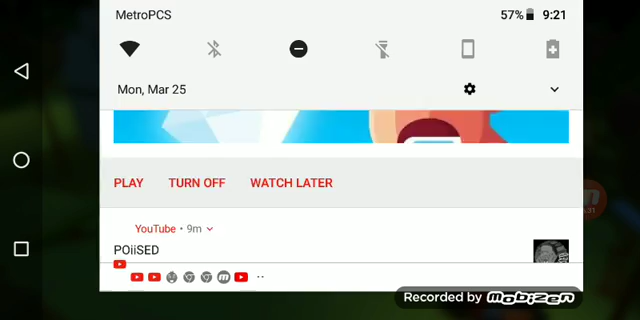 MetroPCS
57% 9:21
Mon, Mar 25
PLAY TURN OFF WATCH LATER
YouTube • 9m
POiiSED
Recorded by mobizen